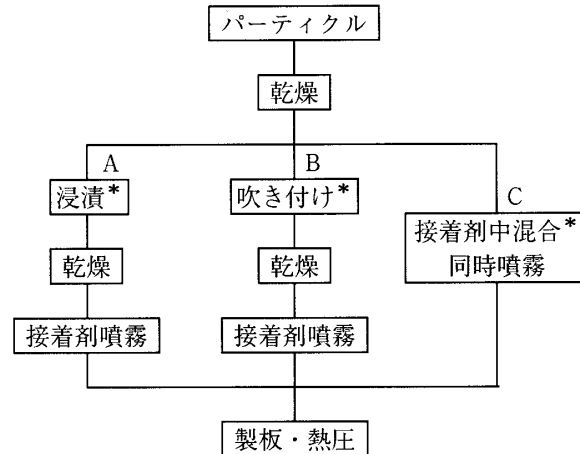 パーティクル
乾燥
A
B
C
浸漬*
吹き付け*
接着剤中混合*
同時噴霧
乾燥
乾燥
接着剤噴霧
接着剤噴霧
製板・熱圧